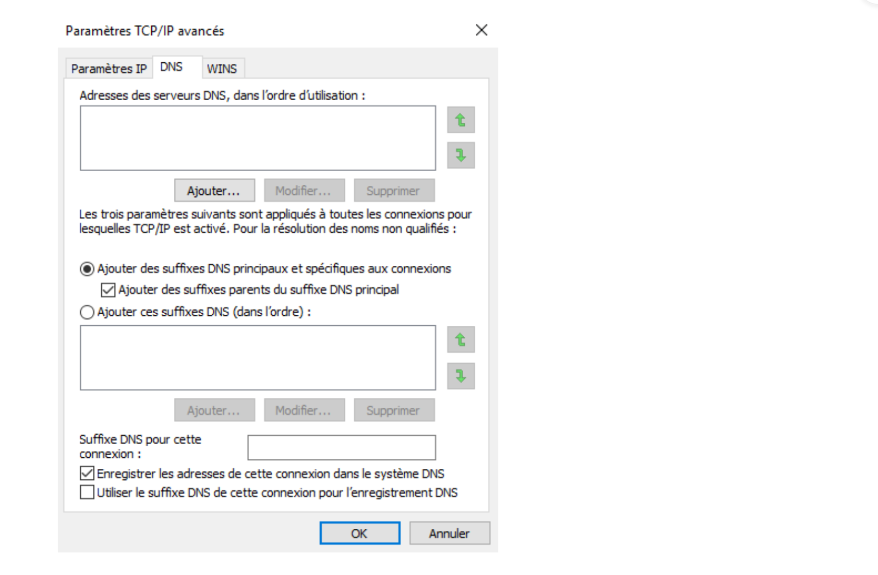 Paramètres TCP/IP avancés
Paramètres IP DNS WINS
Adresses des serveurs DNS, dans l’ordre d’utilisation :
Ajouter... Modifier... Supprimer
Les trois paramètres suivants sont appliqués à toutes les connexions pour
lesquelles TCP/IP est activé. Pour la résolution des noms non qualifiés :
Ajouter des suffixes DNS principaux et spécifiques aux connexions
Ajouter des suffixes parents du suffixe DNS principal
Ajouter ces suffixes DNS (dans l’ordre) :
Ajouter... Modifier... Supprimer
Suffixe DNS pour cette
connexion :
Enregistrer les adresses de cette connexion dans le système DNS
Utiliser le suffixe DNS de cette connexion pour l’enregistrement DNS
OK Annuler